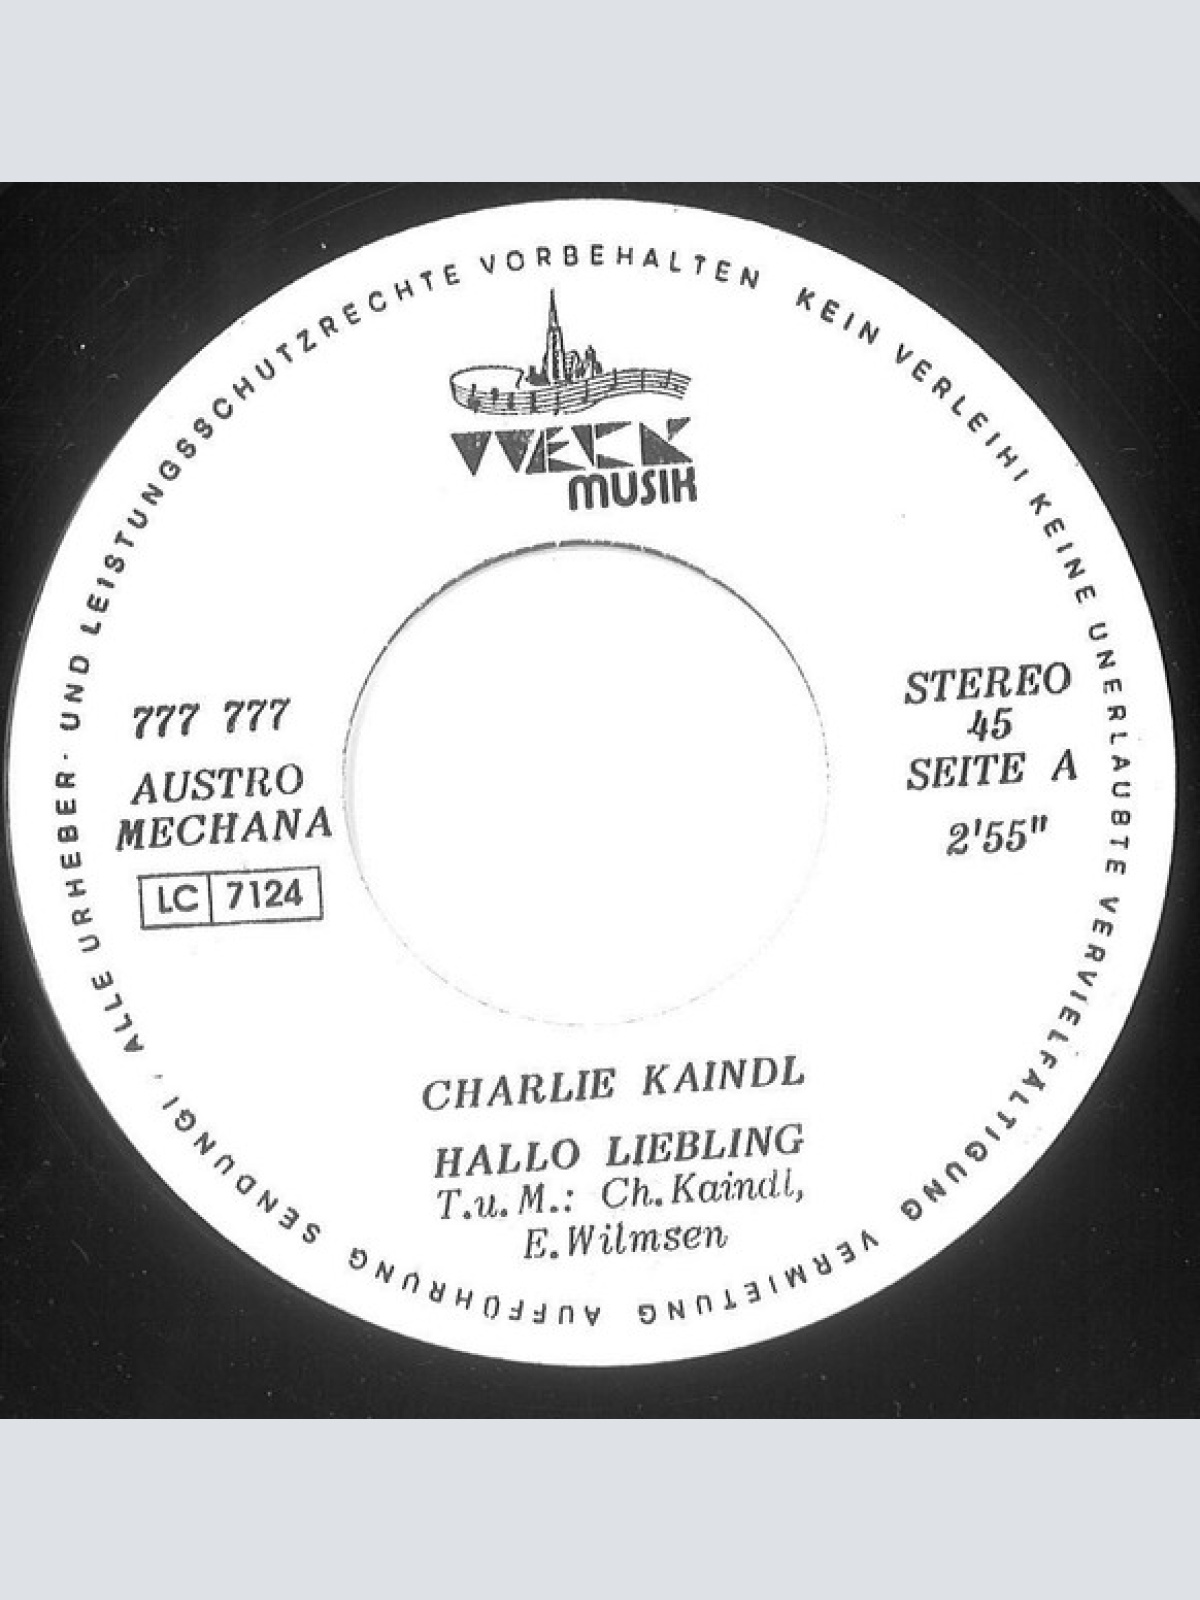 ALLE URHEBER- UND LEISTUNGSSCHUTZRECHTE VORBEHALTEN KEIN VERLEIH! KEINE UNERLAUBTE VERVIELFÄLTIGUNG VERMIETUNG AUFFÜHRUNG SENDUNG!
WECK
MUSIK
777 777
AUSTRO
MECHANA
LC 7124
STEREO
45
SEITE A
2'55"
CHARLIE KAINDL
HALLO LIEBLING
T.u.M.: Ch.Kaindl,
E.Wilmsen